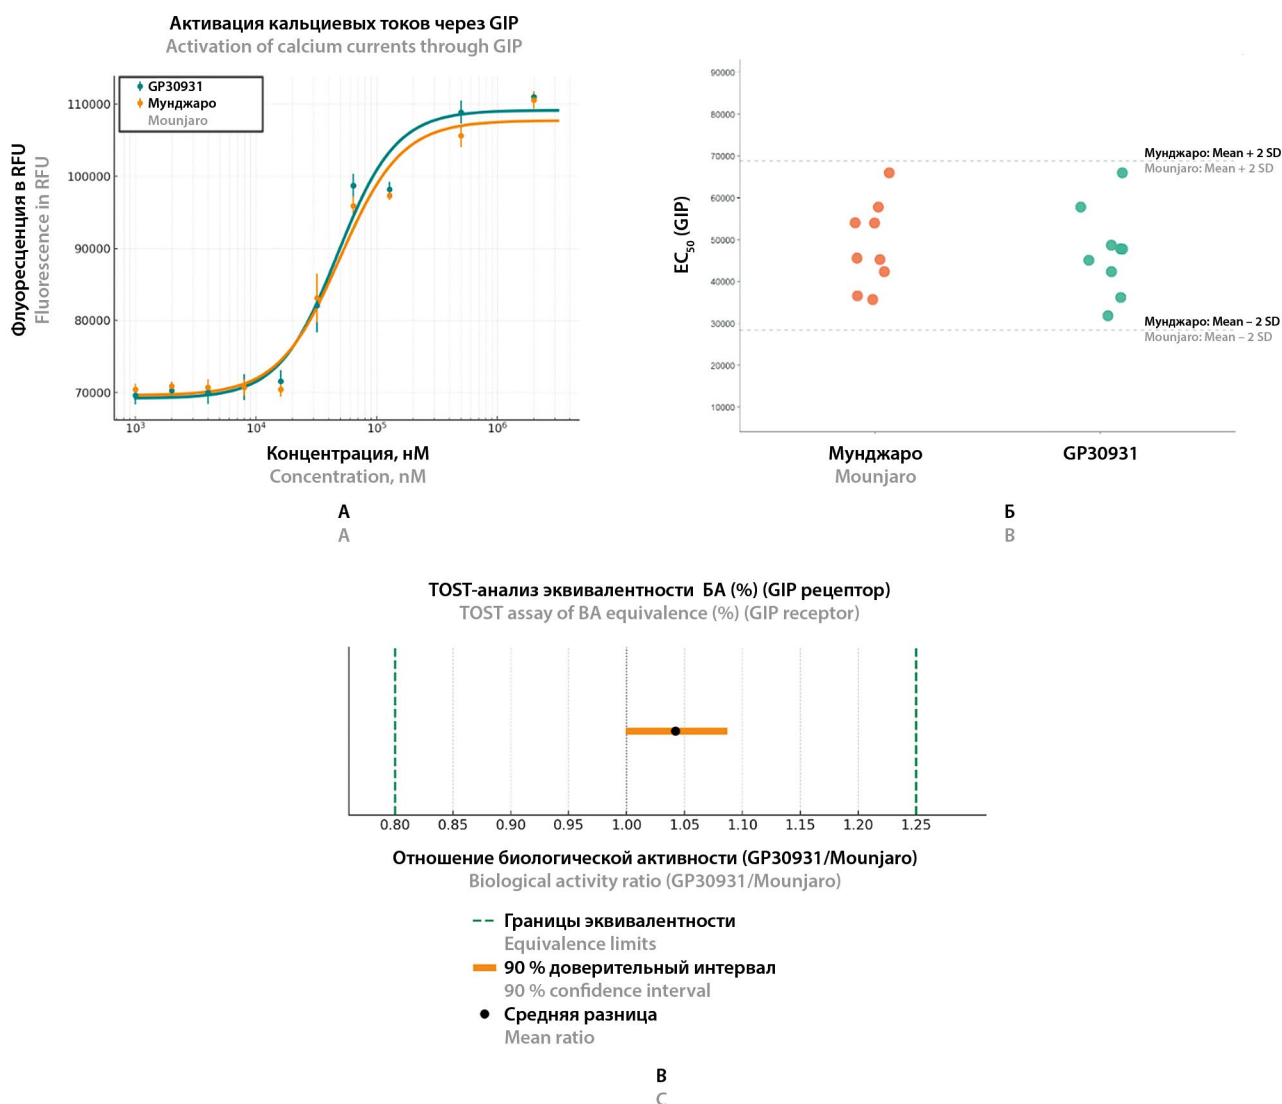 Активация кальциевых токов через GIP
Activation of calcium currents through GIP
GP30931
Мунджаро
Mounjaro
Флуоресценция в RFU
Fluorescence in RFU
110000
100000
90000
80000
70000
10³ 10⁴ 10⁵ 10⁶
Концентрация, нМ
Concentration, nM
А
A
EC₅₀ (GIP)
90000
80000
70000
60000
50000
40000
30000
20000
10000
Мунджаро: Mean + 2 SD
Mounjaro: Mean + 2 SD
Мунджаро: Mean – 2 SD
Mounjaro: Mean – 2 SD
Мунджаро GP30931
Mounjaro
Б
B
TOST-анализ эквивалентности БА (%) (GIP рецептор)
TOST assay of BA equivalence (%) (GIP receptor)
0.80 0.85 0.90 0.95 1.00 1.05 1.10 1.15 1.20 1.25
Отношение биологической активности (GP30931/Mounjaro)
Biological activity ratio (GP30931/Mounjaro)
Границы эквивалентности
Equivalence limits
90 % доверительный интервал
90 % confidence interval
Средняя разница
Mean ratio
В
C